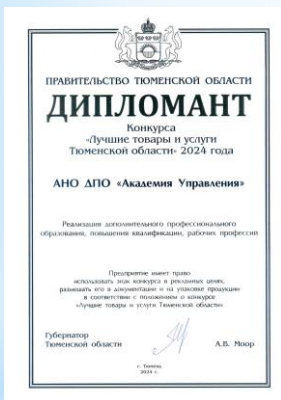 ПРАВИТЕЛЬСТВО ТЮМЕНСКОЙ ОБЛАСТИ
ДИПЛОМАНТ
Конкурса
«Лучшие товары и услуги
Тюменской области» 2024 года
АНО ДПО «Академия Управления»
Реализация дополнительного профессионального
образования, повышения квалификации, рабочих профессий
Предприятие имеет право
использовать знак конкурса в рекламных целях,
размещать его в документации и на упаковке продукции
в соответствии с положением о конкурсе
«Лучшие товары и услуги Тюменской области»
Губернатор
Тюменской области
А.В. Моор
г. Тюмень
2024 г.